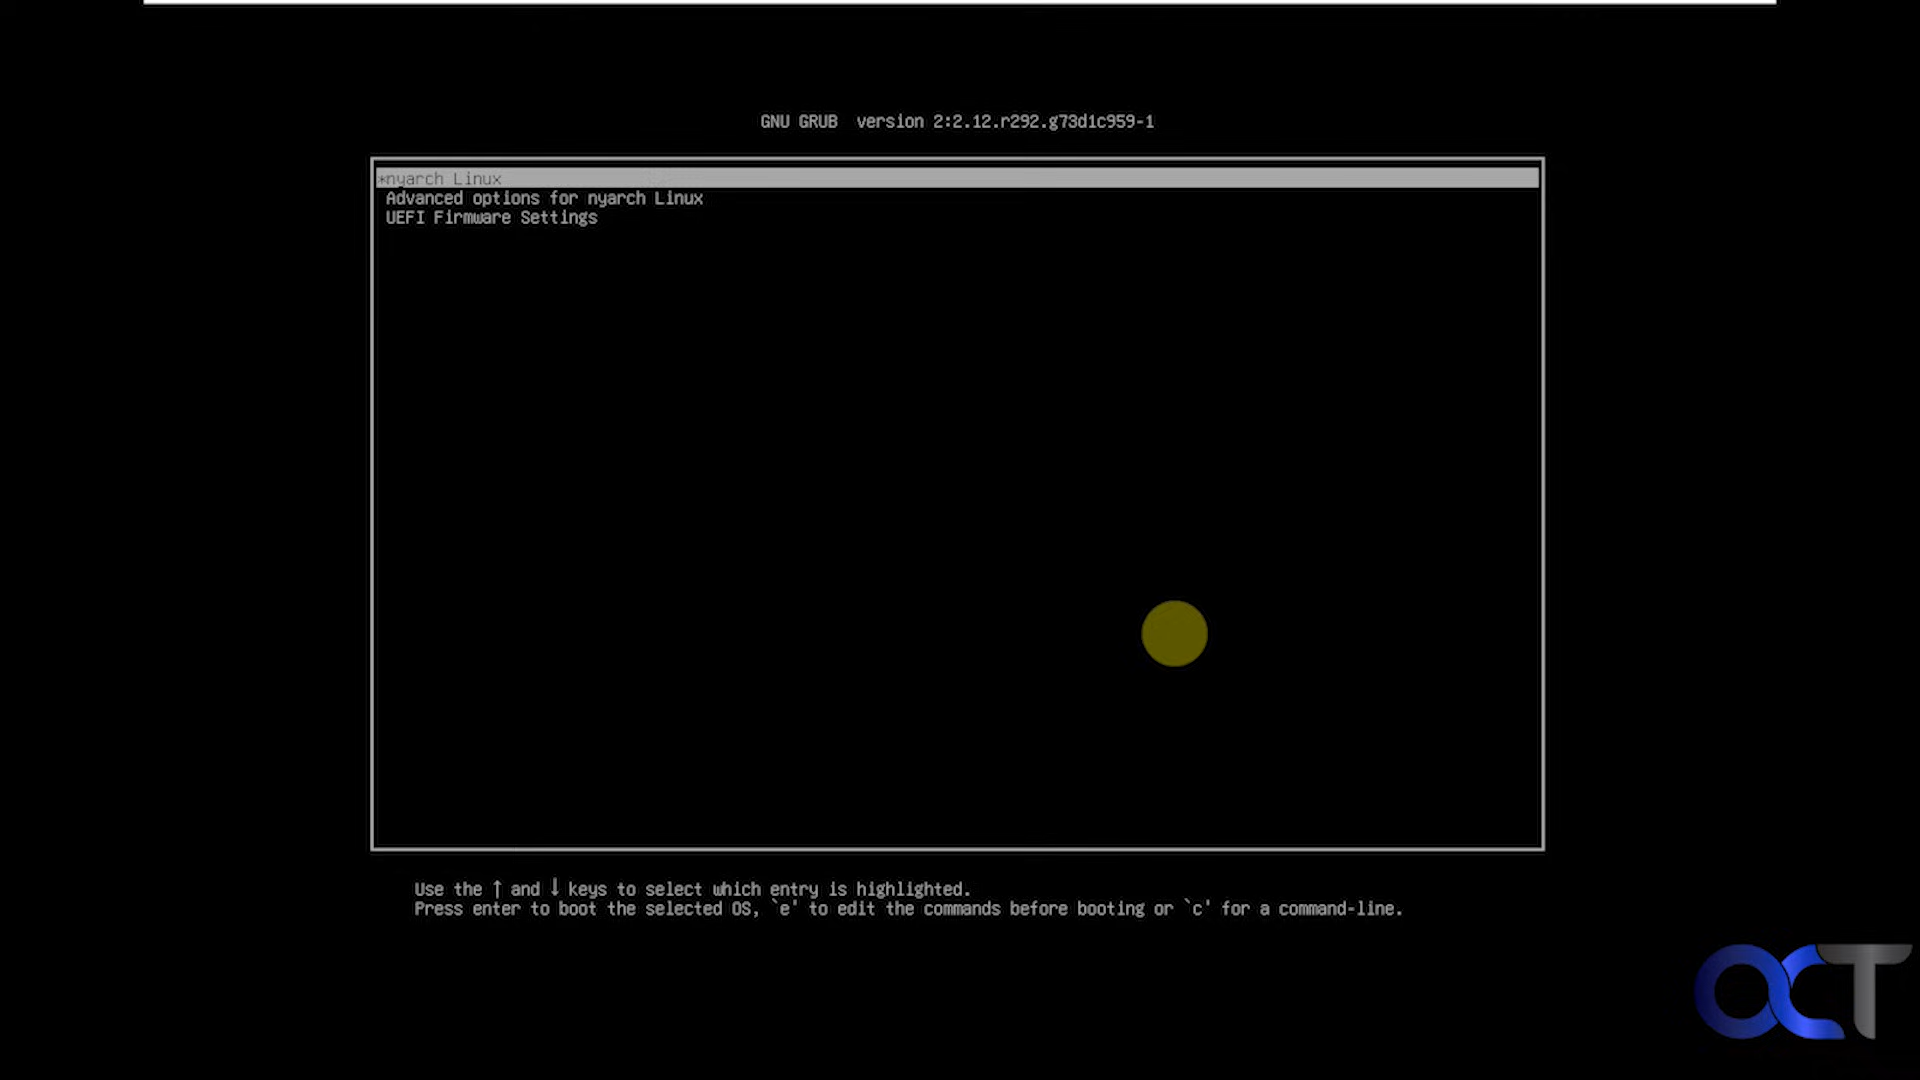 GNU GRUB  version 2:2.12.r292.g73d1c959-1
*nyarch Linux
Advanced options for nyarch Linux
UEFI Firmware Settings
Use the ↑ and ↓ keys to select which entry is highlighted.
Press enter to boot the selected OS, `e' to edit the commands before booting or `c' for a command-line.
OCT